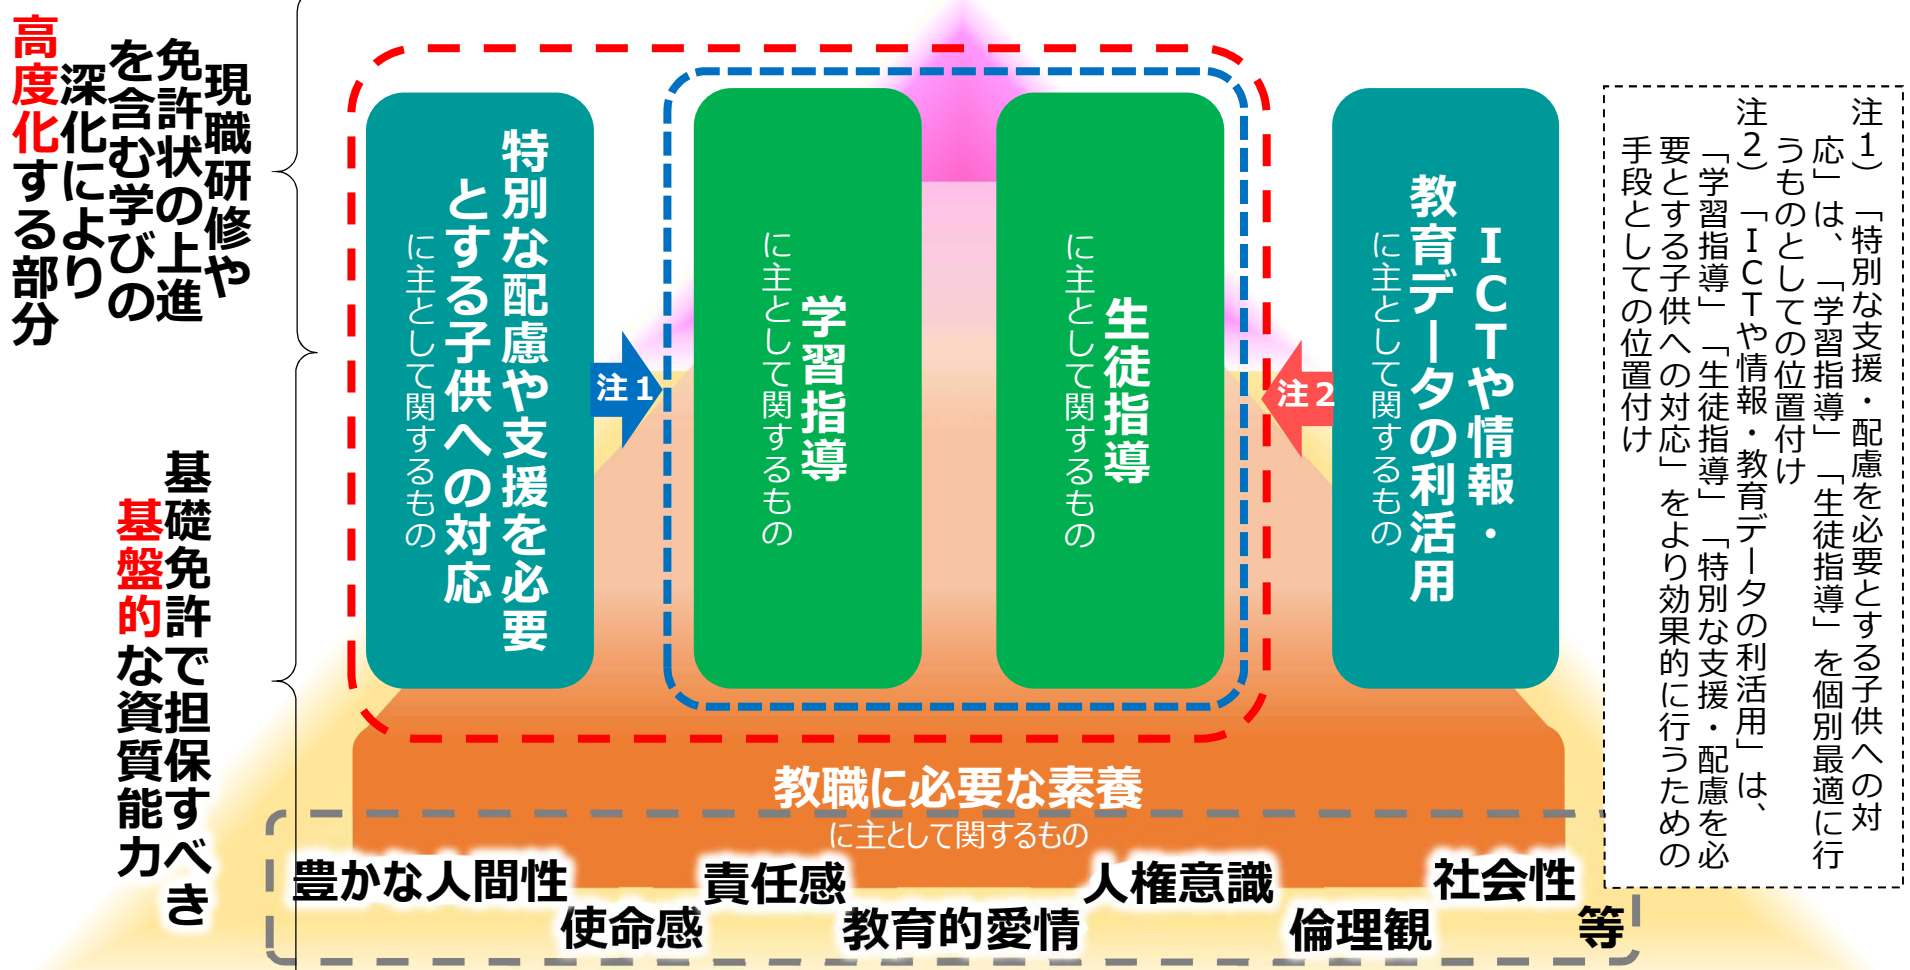 現職研修や
免許状の上進
を含む学びの
深化により
高度化する部分
基礎免許で担保すべき
基盤的な資質能力
特別な配慮や支援を必要
とする子供への対応
に主として関するもの
注１
学習指導
に主として関するもの
生徒指導
に主として関するもの
注２
ＩＣＴや情報・
教育データの利活用
に主として関するもの
教職に必要な素養
に主として関するもの
豊かな人間性
使命感
責任感
教育的愛情
人権意識
倫理観
社会性
等
注１）「特別な支援・配慮を必要とする子供への対
応」は、「学習指導」「生徒指導」を個別最適に行
うものとしての位置付け
注２）「ＩＣＴや情報・教育データの利活用」は、
「学習指導」「生徒指導」「特別な支援・配慮を必
要とする子供への対応」をより効果的に行うための
手段としての位置付け